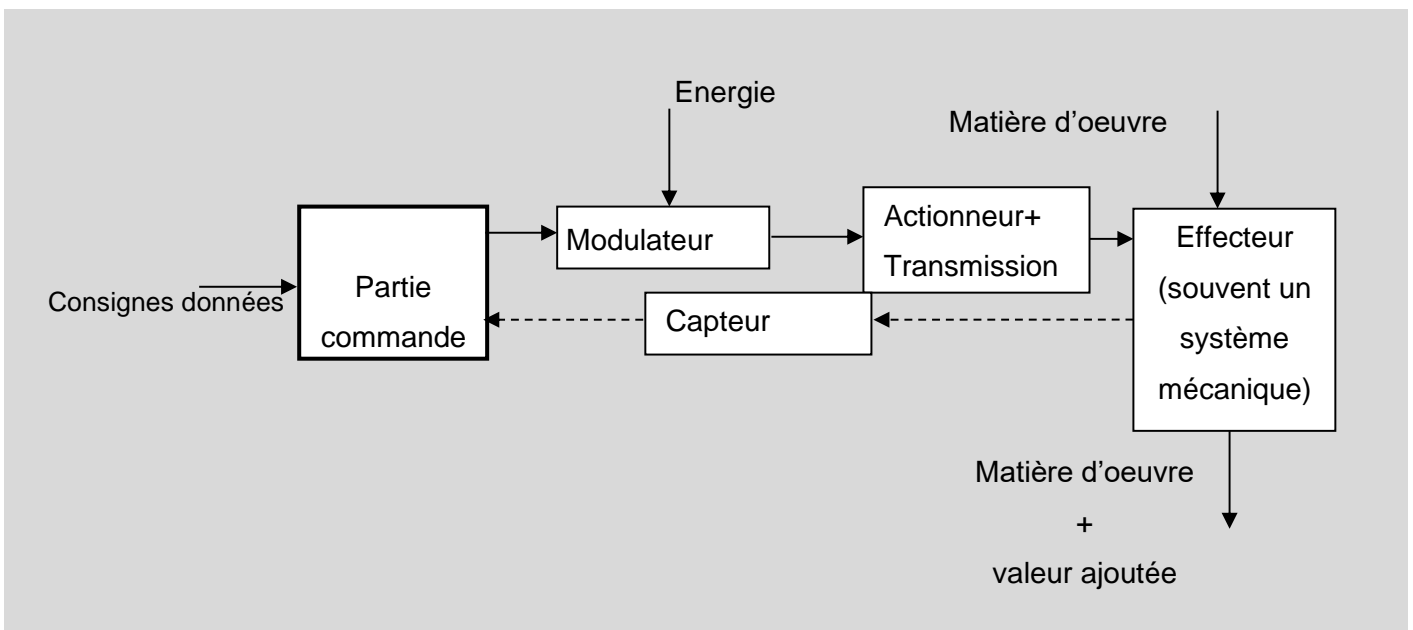 Energie
Matière d'oeuvre
Consignes données
Partie
commande
Modulateur
Actionneur+
Transmission
Capteur
Effecteur
(souvent un
système
mécanique)
Matière d'oeuvre
+
valeur ajoutée